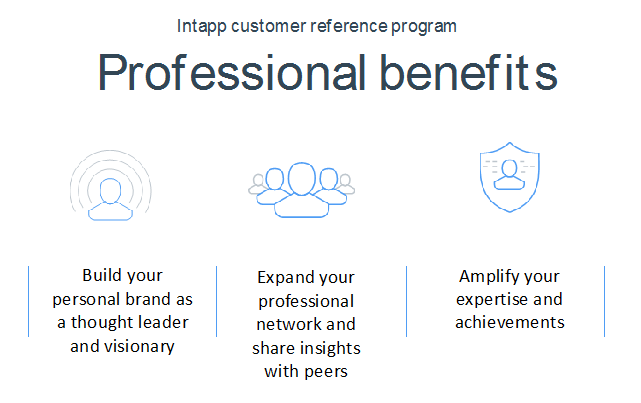 Intapp customer reference program
Professional benefits
Build your
personal brand as
a thought leader
and visionary
Expand your
professional
network and
share insights
with peers
Amplify your
expertise and
achievements